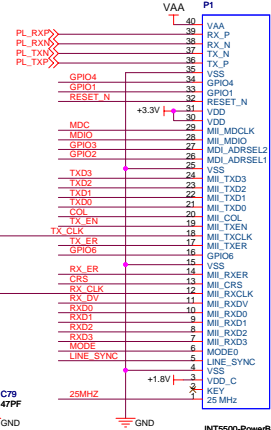 VAA P1
40 VAA
PL_RXP 39 RX_P
PL_RXN 38 RX_N
PL_TXN 37 TX_N
PL_TXP 36 TX_P
35 VSS
GPIO4 34 GPIO4
GPIO1 33 GPIO1
RESET_N 32 RESET_N
+3.3V 31 VDD
30 VDD
MDC 29 MII_MDCLK
MDIO 28 MII_MDIO
GPIO3 27 MDI_ADRSEL2
GPIO2 26 MDI_ADRSEL1
25 VSS
TXD3 24 MII_TXD3
TXD2 23 MII_TXD2
TXD1 22 MII_TXD1
TXD0 21 MII_TXD0
COL 20 MII_COL
TX_EN 19 MII_TXEN
TX_CLK 18 MII_TXCLK
TX_ER 17 MII_TXER
GPIO6 16 GPIO6
15 VSS
RX_ER 14 MII_RXER
CRS 13 MII_CRS
RX_CLK 12 MII_RXCLK
RX_DV 11 MII_RXDV
RXD0 10 MII_RXD0
RXD1 9 MII_RXD1
RXD2 8 MII_RXD2
RXD3 7 MII_RXD3
MODE 6 MODE0
LINE_SYNC 5 LINE_SYNC
4 VSS
+1.8V 3 VDD_C
2 KEY
25MHZ 1 25 MHz
C79
47PF
GND
GND
INT5500-PowerB